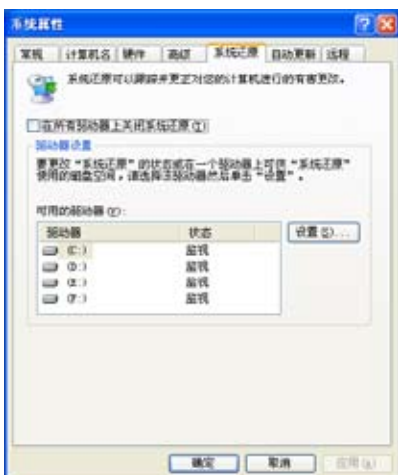 系统属性
常规 计算机名 硬件 高级 系统还原 自动更新 远程
系统还原可以跟踪并更正对您的计算机进行的有害更改。
在所有驱动器上关闭系统还原(T)
驱动器设置
要更改“系统还原”的状态或在一个驱动器上可供“系统还原”
使用的磁盘空间，请选择该驱动器然后单击“设置”。
可用的驱动器(V):
驱动器 状态
(C:) 监视
(D:) 监视
(E:) 监视
(F:) 监视
设置(S)...
确定 取消 应用(A)